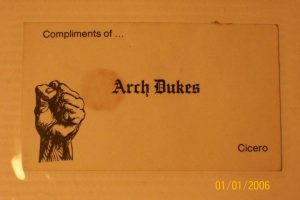 Compliments of ...
Arch Dukes
Cicero
01/01/2006